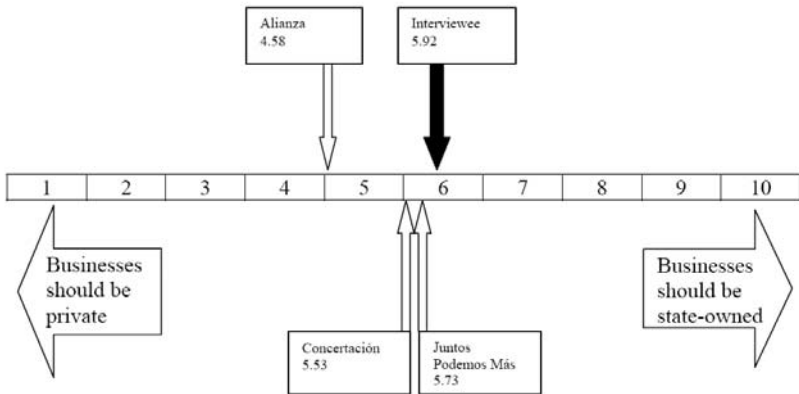 Alianza
4.58
Interviewee
5.92
1 2 3 4 5 6 7 8 9 10
Businesses
should be
private
Businesses
should be
state-owned
Concertación
5.53
Juntos
Podemos Más
5.73